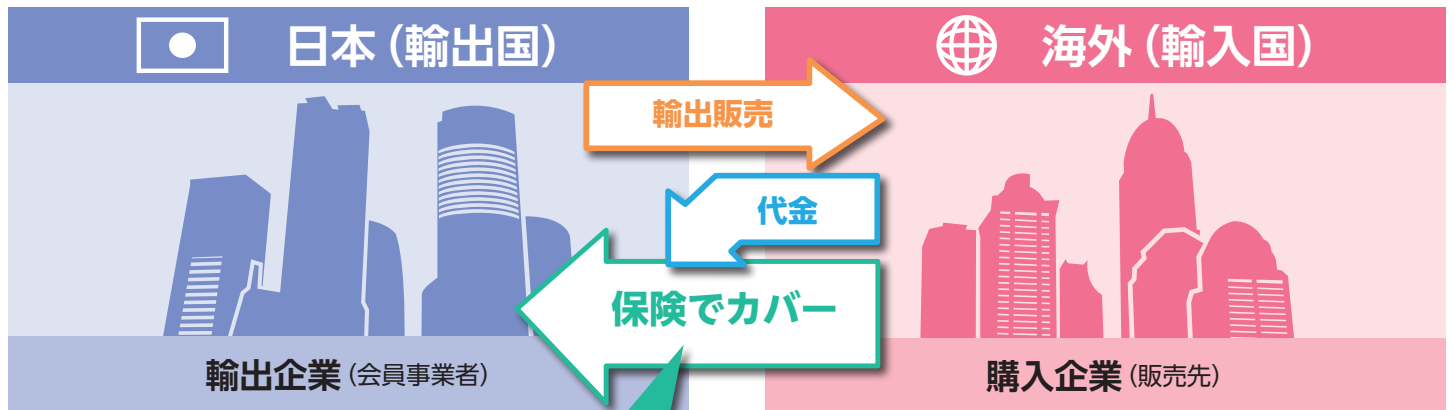 日本（輸出国）
海外（輸入国）
輸出販売
代金
保険でカバー
輸出企業（会員事業者）
購入企業（販売先）